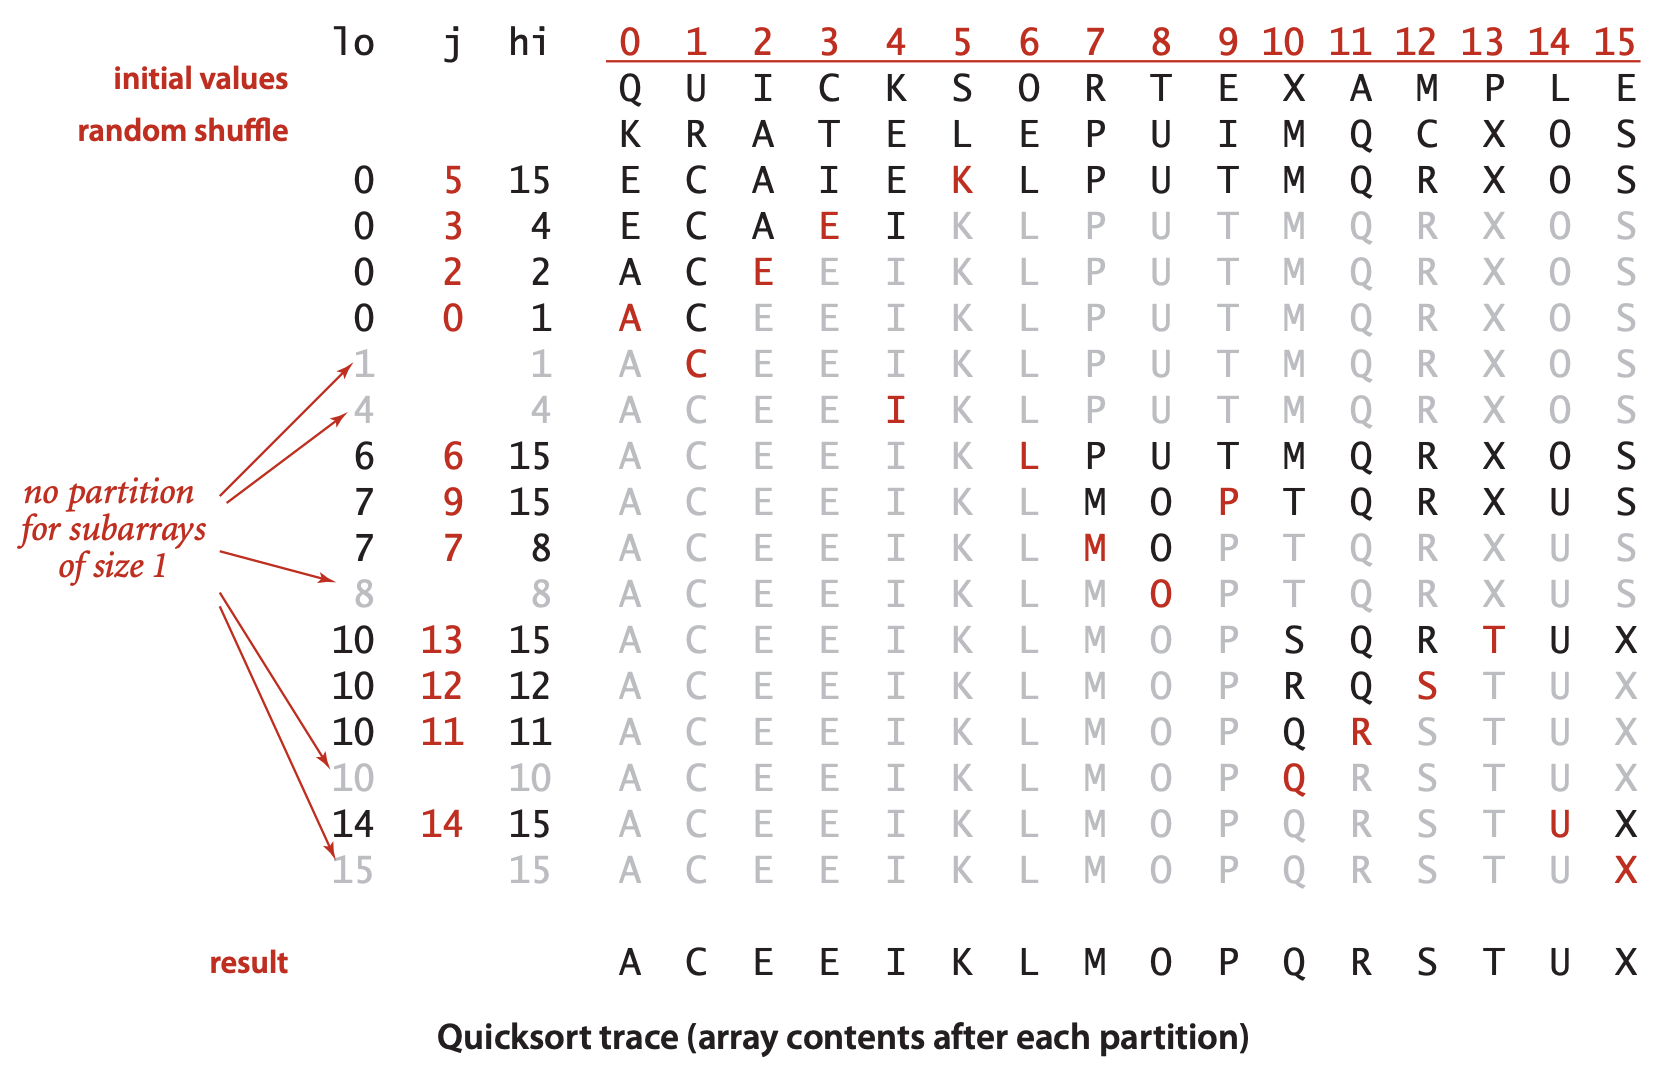 lo j hi 0 1 2 3 4 5 6 7 8 9 10 11 12 13 14 15
initial values Q U I C K S O R T E X A M P L E
random shuffle K R A T E L E P U I M Q C X O S
0 5 15 E C A I E K L P U T M Q R X O S
0 3 4 E C A E I K L P U T M Q R X O S
0 2 2 A C E E I K L P U T M Q R X O S
0 0 1 A C E E I K L P U T M Q R X O S
1 1 A C E E I K L P U T M Q R X O S
4 4 A C E E I K L P U T M Q R X O S
6 6 15 A C E E I K L P U T M Q R X O S
no partition
for subarrays
of size 1
7 9 15 A C E E I K L M O P T Q R X U S
7 7 8 A C E E I K L M O P T Q R X U S
8 8 A C E E I K L M O P T Q R X U S
10 13 15 A C E E I K L M O P S Q R T U X
10 12 12 A C E E I K L M O P R Q S T U X
10 11 11 A C E E I K L M O P Q R S T U X
10 10 A C E E I K L M O P Q R S T U X
14 14 15 A C E E I K L M O P Q R S T U X
15 15 A C E E I K L M O P Q R S T U X
result A C E E I K L M O P Q R S T U X
Quicksort trace (array contents after each partition)